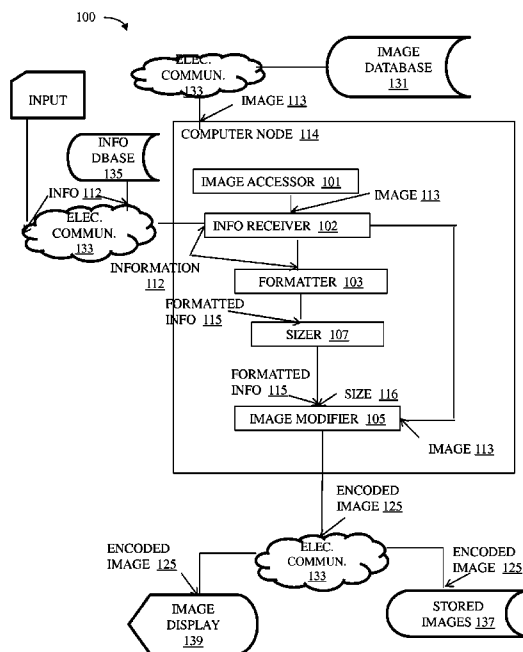 100
ELEC.
COMMUN.
133
IMAGE
DATABASE
131
INPUT
IMAGE 113
COMPUTER NODE 114
INFO
DBASE
135
IMAGE ACCESSOR 101
INFO 112
IMAGE 113
ELEC.
COMMUN.
133
INFO RECEIVER 102
INFORMATION
112
FORMATTER 103
FORMATTED
INFO 115
SIZER 107
FORMATTED
INFO 115
SIZE 116
IMAGE MODIFIER 105
IMAGE 113
ENCODED
IMAGE 125
ELEC.
COMMUN.
133
ENCODED
IMAGE 125
ENCODED
IMAGE 125
IMAGE
DISPLAY
139
STORED
IMAGES 137